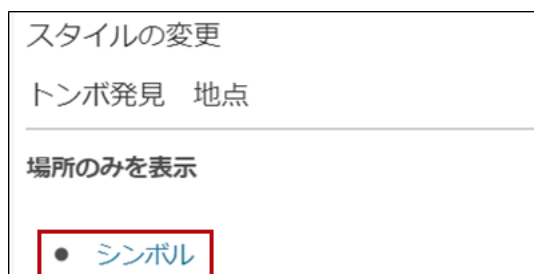 スタイルの変更
トンボ発見　地点
場所のみを表示
● シンボル